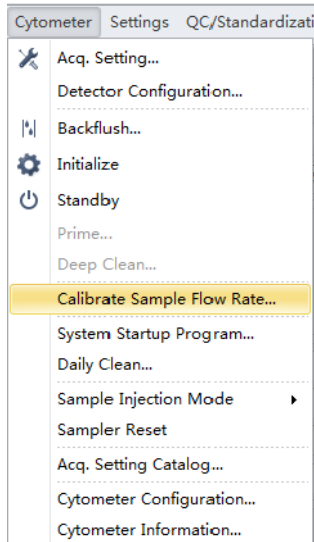 Cytometer Settings QC/Standardizati
Acq. Setting...
Detector Configuration...
Backflush...
Initialize
Standby
Prime...
Deep Clean...
Calibrate Sample Flow Rate...
System Startup Program...
Daily Clean...
Sample Injection Mode
Sampler Reset
Acq. Setting Catalog...
Cytometer Configuration...
Cytometer Information...